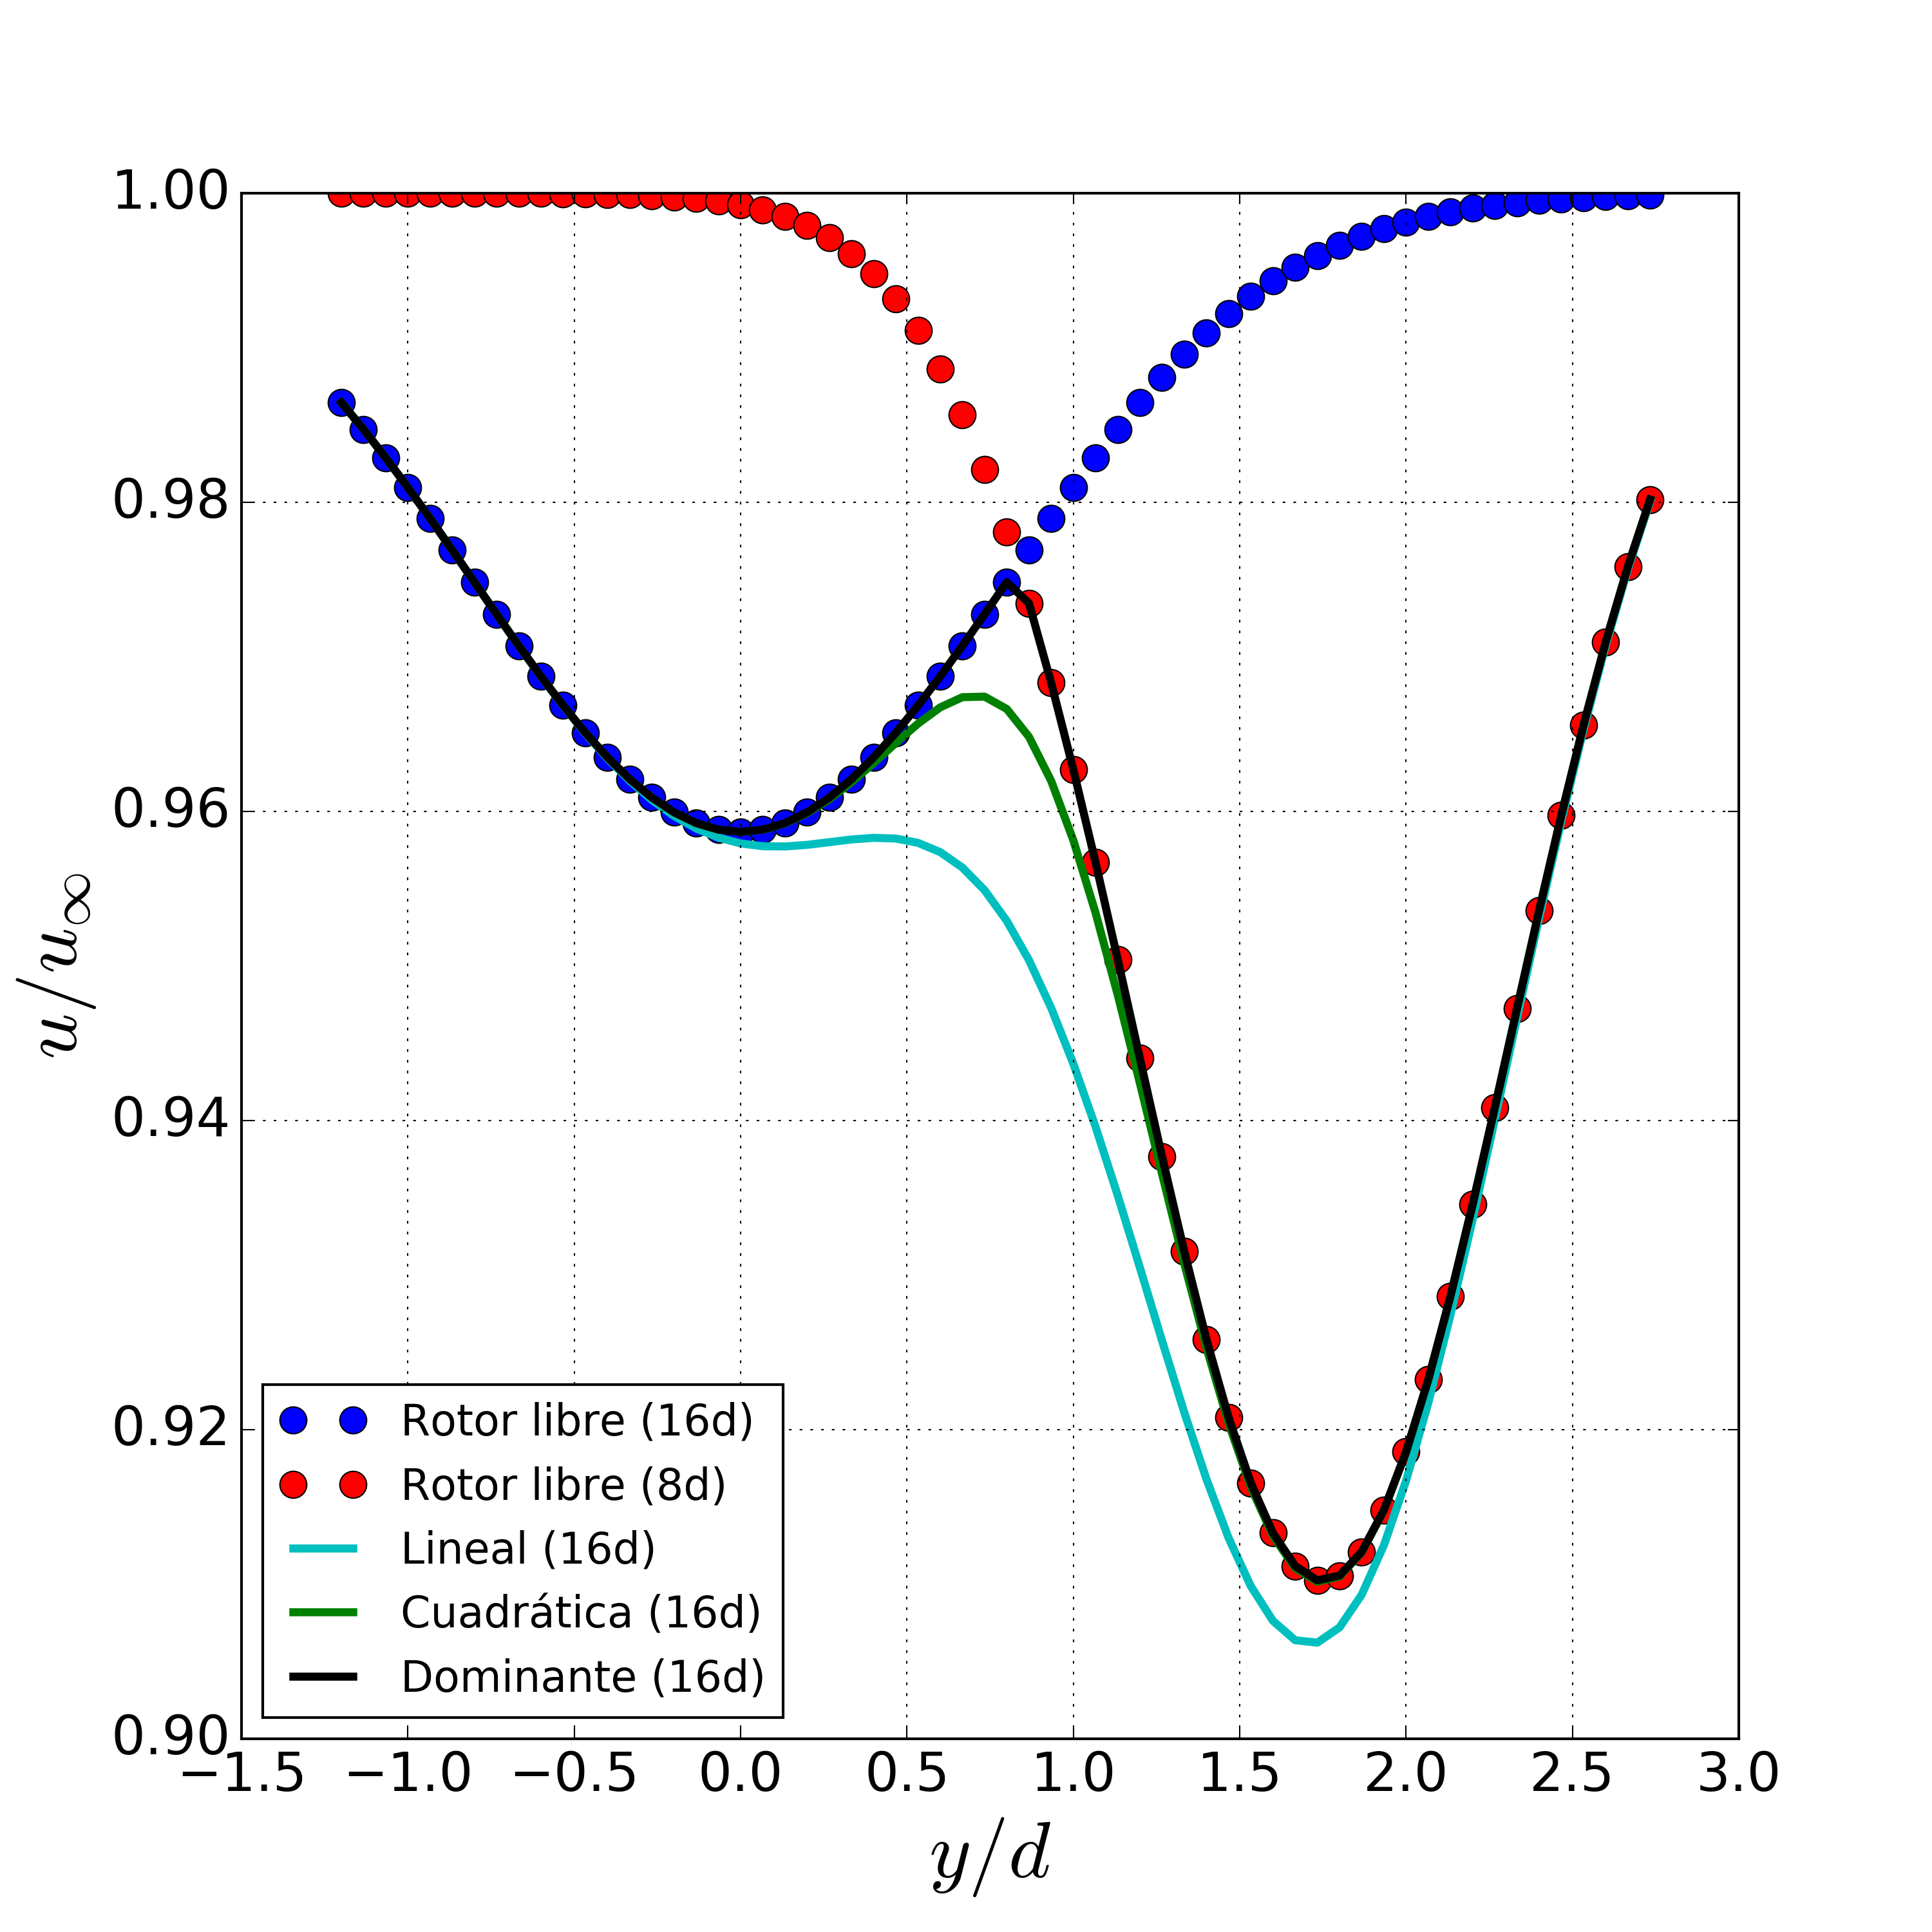 1.00
0.98
0.96
0.94
0.92
0.90
u/u∞
Rotor libre (16d)
Rotor libre (8d)
Lineal (16d)
Cuadrática (16d)
Dominante (16d)
−1.5 −1.0 −0.5 0.0 0.5 1.0 1.5 2.0 2.5 3.0
y/d